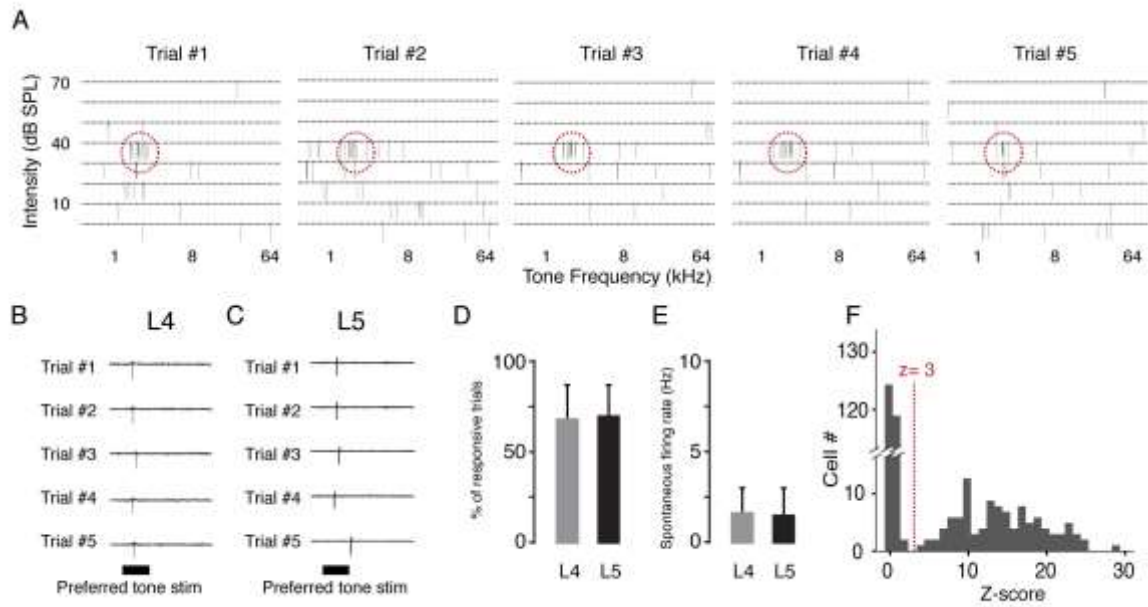 A
Trial #1 Trial #2 Trial #3 Trial #4 Trial #5
Intensity (dB SPL)
70
40
10
1 8 64 1 8 64 1 8 64 1 8 64 1 8 64
Tone Frequency (kHz)
B L4
Trial #1
Trial #2
Trial #3
Trial #4
Trial #5
Preferred tone stim
C L5
Trial #1
Trial #2
Trial #3
Trial #4
Trial #5
Preferred tone stim
D
% of responsive trials
100
50
0
L4 L5
E
Spontaneous firing rate (Hz)
10
5
0
L4 L5
F
Cell #
130
120
10
0
z= 3
0 10 20 30
Z-score